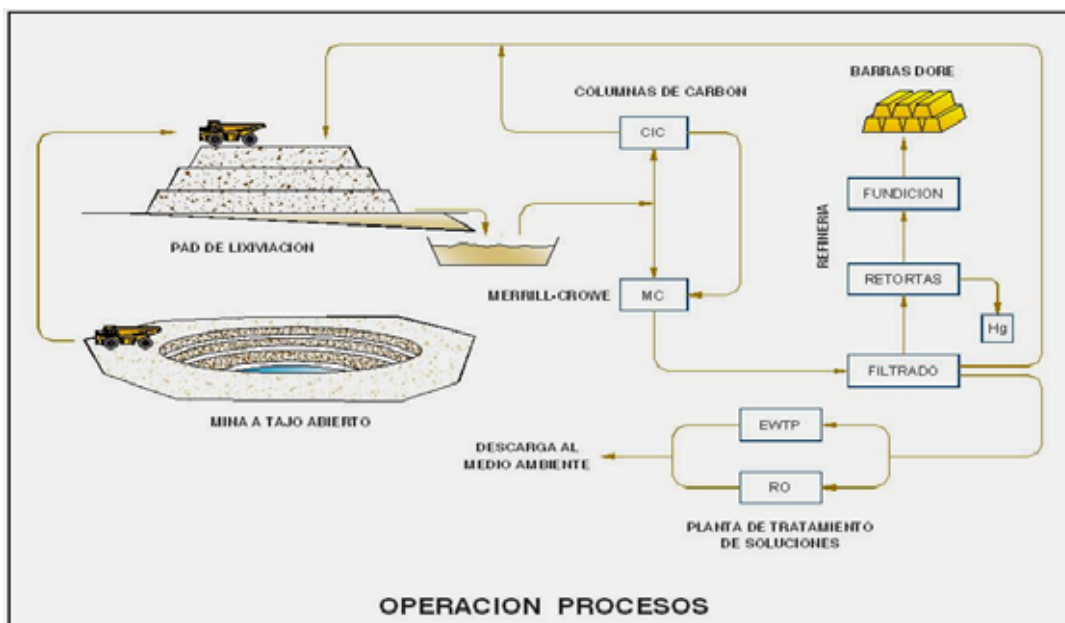 BARRAS DORE
COLUMNAS DE CARBON
CIC
FUNDICION
REFINERIA
PAD DE LIXIVIACION
RETORTAS
MERRILL-CROWE
MC
Hg
FILTRADO
MINA A TAJO ABIERTO
EWTP
DESCARGA AL
MEDIO AMBIENTE
RO
PLANTA DE TRATAMIENTO
DE SOLUCIONES
OPERACION PROCESOS